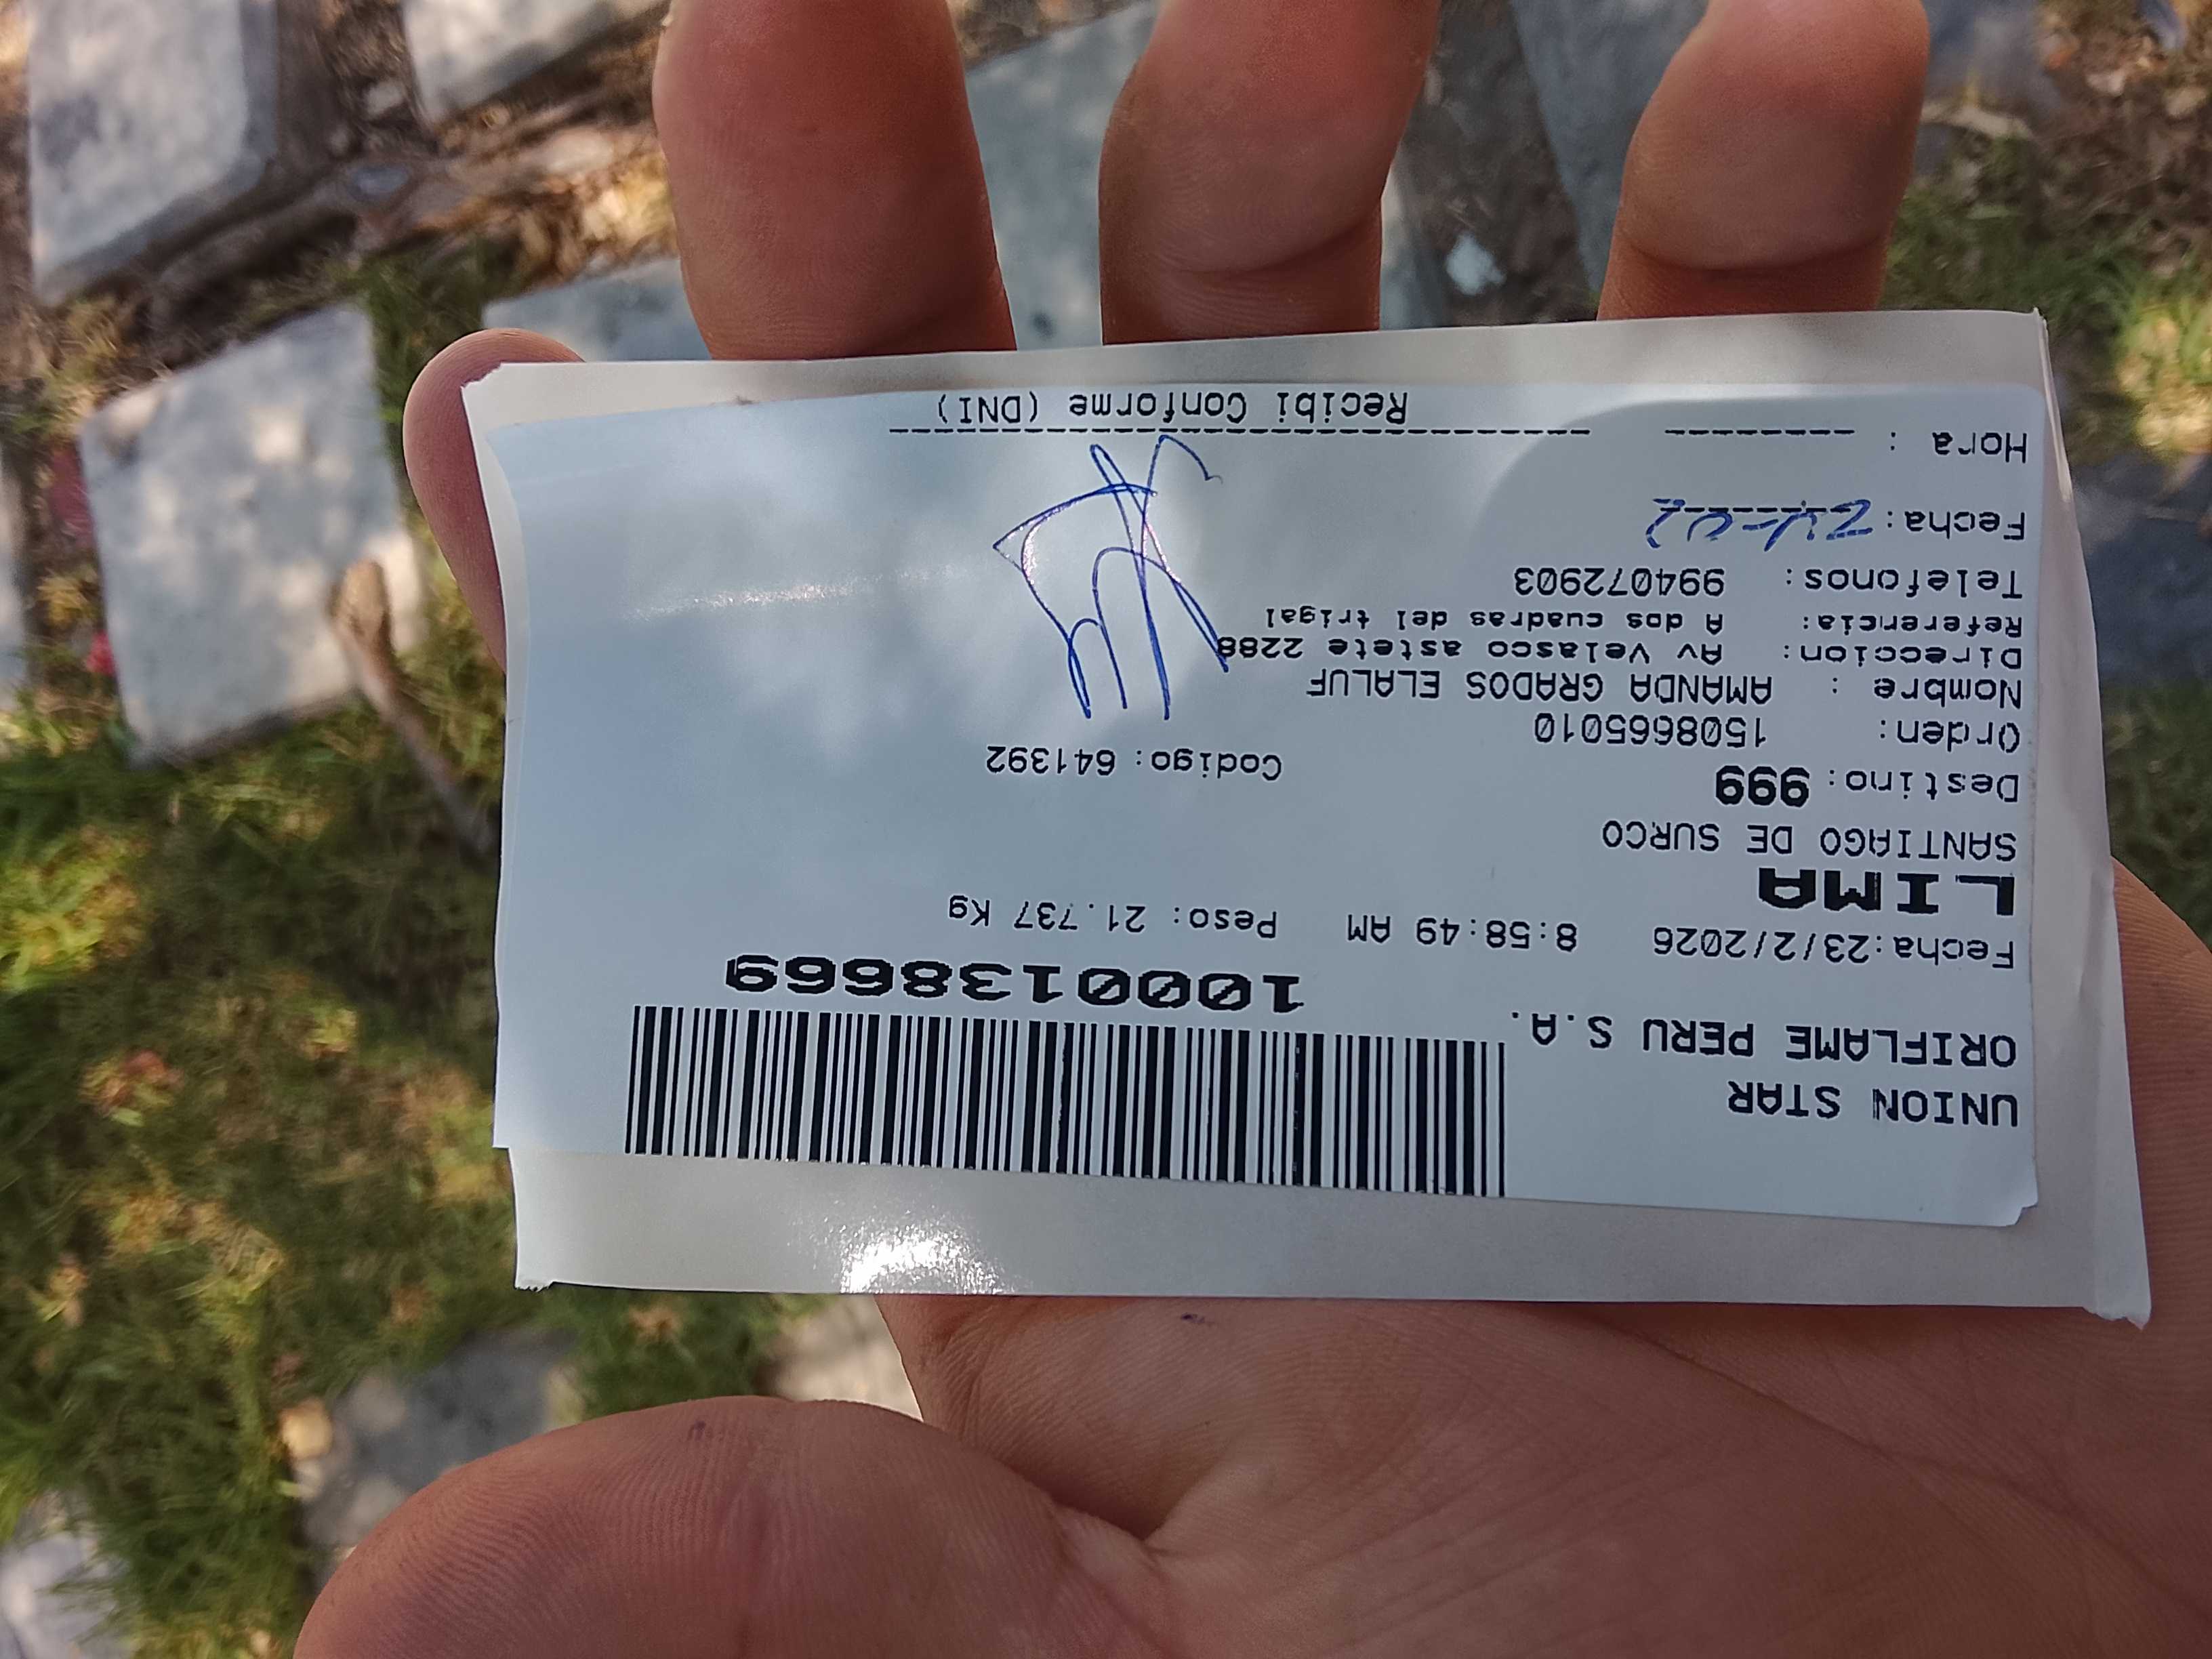 UNION STAR
ORIFLAME PERU S.A.
1000138669
Fecha:23/2/2026 8:58:49 AM Peso: 21.737 Kg
LIMA
SANTIAGO DE SURCO
Destino: 999 Codigo: 641392
Orden: 1508665010
Nombre : AMANDA GRADOS ELALUF
Direccion: Av Velasco astete 2288
Referencia: A dos cuadras del trigal
Telefonos: 994072903
Fecha: 24-02
Hora :
Recibi Conforme (DNI)